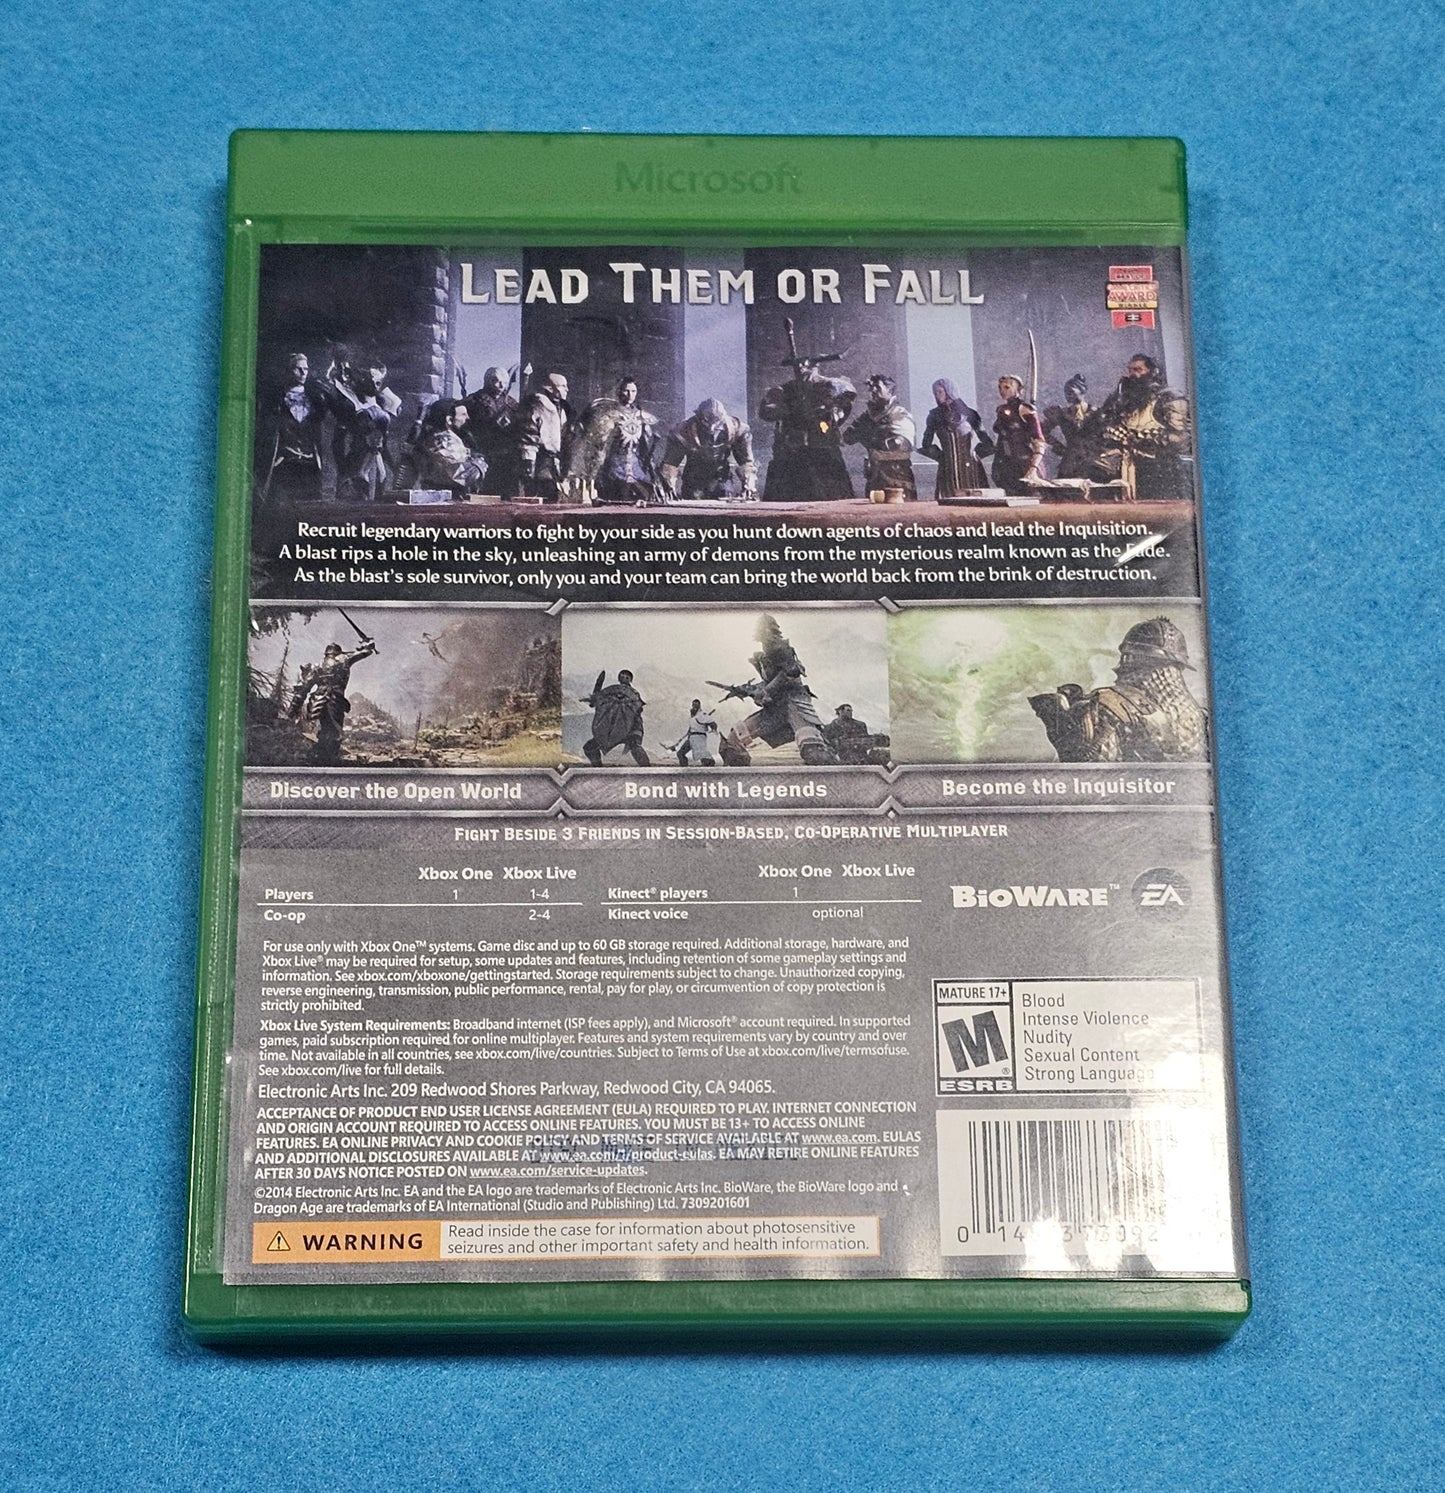 Microsoft
LEAD THEM OR FALL
AWARD
WINNER
E3
Recruit legendary warriors to fight by your side as you hunt down agents of chaos and lead the Inquisition.
A blast rips a hole in the sky, unleashing an army of demons from the mysterious realm known as the Fade.
As the blast's sole survivor, only you and your team can bring the world back from the brink of destruction.
Discover the Open World
Bond with Legends
Become the Inquisitor
FIGHT BESIDE 3 FRIENDS IN SESSION-BASED, CO-OPERATIVE MULTIPLAYER
Xbox One Xbox Live
Players 1 1-4
Co-op 2-4
Xbox One Xbox Live
Kinect® players 1
Kinect voice optional
BIOWARE™ EA
For use only with Xbox One™ systems. Game disc and up to 60 GB storage required. Additional storage, hardware, and
Xbox Live® may be required for setup, some updates and features, including retention of some gameplay settings and
information. See xbox.com/xboxone/gettingstarted. Storage requirements subject to change. Unauthorized copying,
reverse engineering, transmission, public performance, rental, pay for play, or circumvention of copy protection is
strictly prohibited.
Xbox Live System Requirements: Broadband internet (ISP fees apply), and Microsoft® account required. In supported
games, paid subscription required for online multiplayer. Features and system requirements vary by country and over
time. Not available in all countries, see xbox.com/live/countries. Subject to Terms of Use at xbox.com/live/termsofuse.
See xbox.com/live for full details.
Electronic Arts Inc. 209 Redwood Shores Parkway, Redwood City, CA 94065.
ACCEPTANCE OF PRODUCT END USER LICENSE AGREEMENT (EULA) REQUIRED TO PLAY. INTERNET CONNECTION
AND ORIGIN ACCOUNT REQUIRED TO ACCESS ONLINE FEATURES. YOU MUST BE 13+ TO ACCESS ONLINE
FEATURES. EA ONLINE PRIVACY AND COOKIE POLICY AND TERMS OF SERVICE AVAILABLE AT www.ea.com. EULAS
AND ADDITIONAL DISCLOSURES AVAILABLE AT www.ea.com/1/product-eulas. EA MAY RETIRE ONLINE FEATURES
AFTER 30 DAYS NOTICE POSTED ON www.ea.com/service-updates.
©2014 Electronic Arts Inc. EA and the EA logo are trademarks of Electronic Arts Inc. BioWare, the BioWare logo and
Dragon Age are trademarks of EA International (Studio and Publishing) Ltd. 7309201601
WARNING
Read inside the case for information about photosensitive
seizures and other important safety and health information.
MATURE 17+
M
®
ESRB
Blood
Intense Violence
Nudity
Sexual Content
Strong Language
0 14